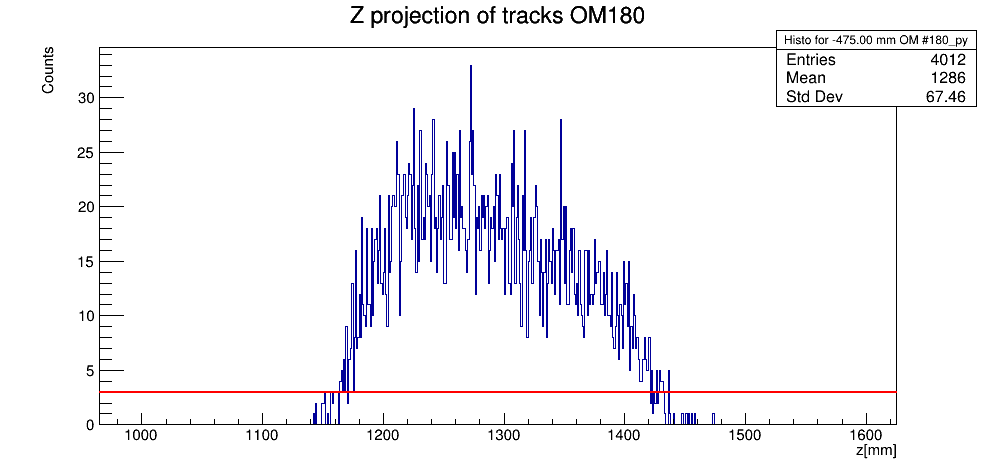 Z projection of tracks OM180
Histo for -475.00 mm OM #180_py
Entries 4012
Mean 1286
Std Dev 67.46
Counts
30
25
20
15
10
5
0
1000 1100 1200 1300 1400 1500 1600
z[mm]